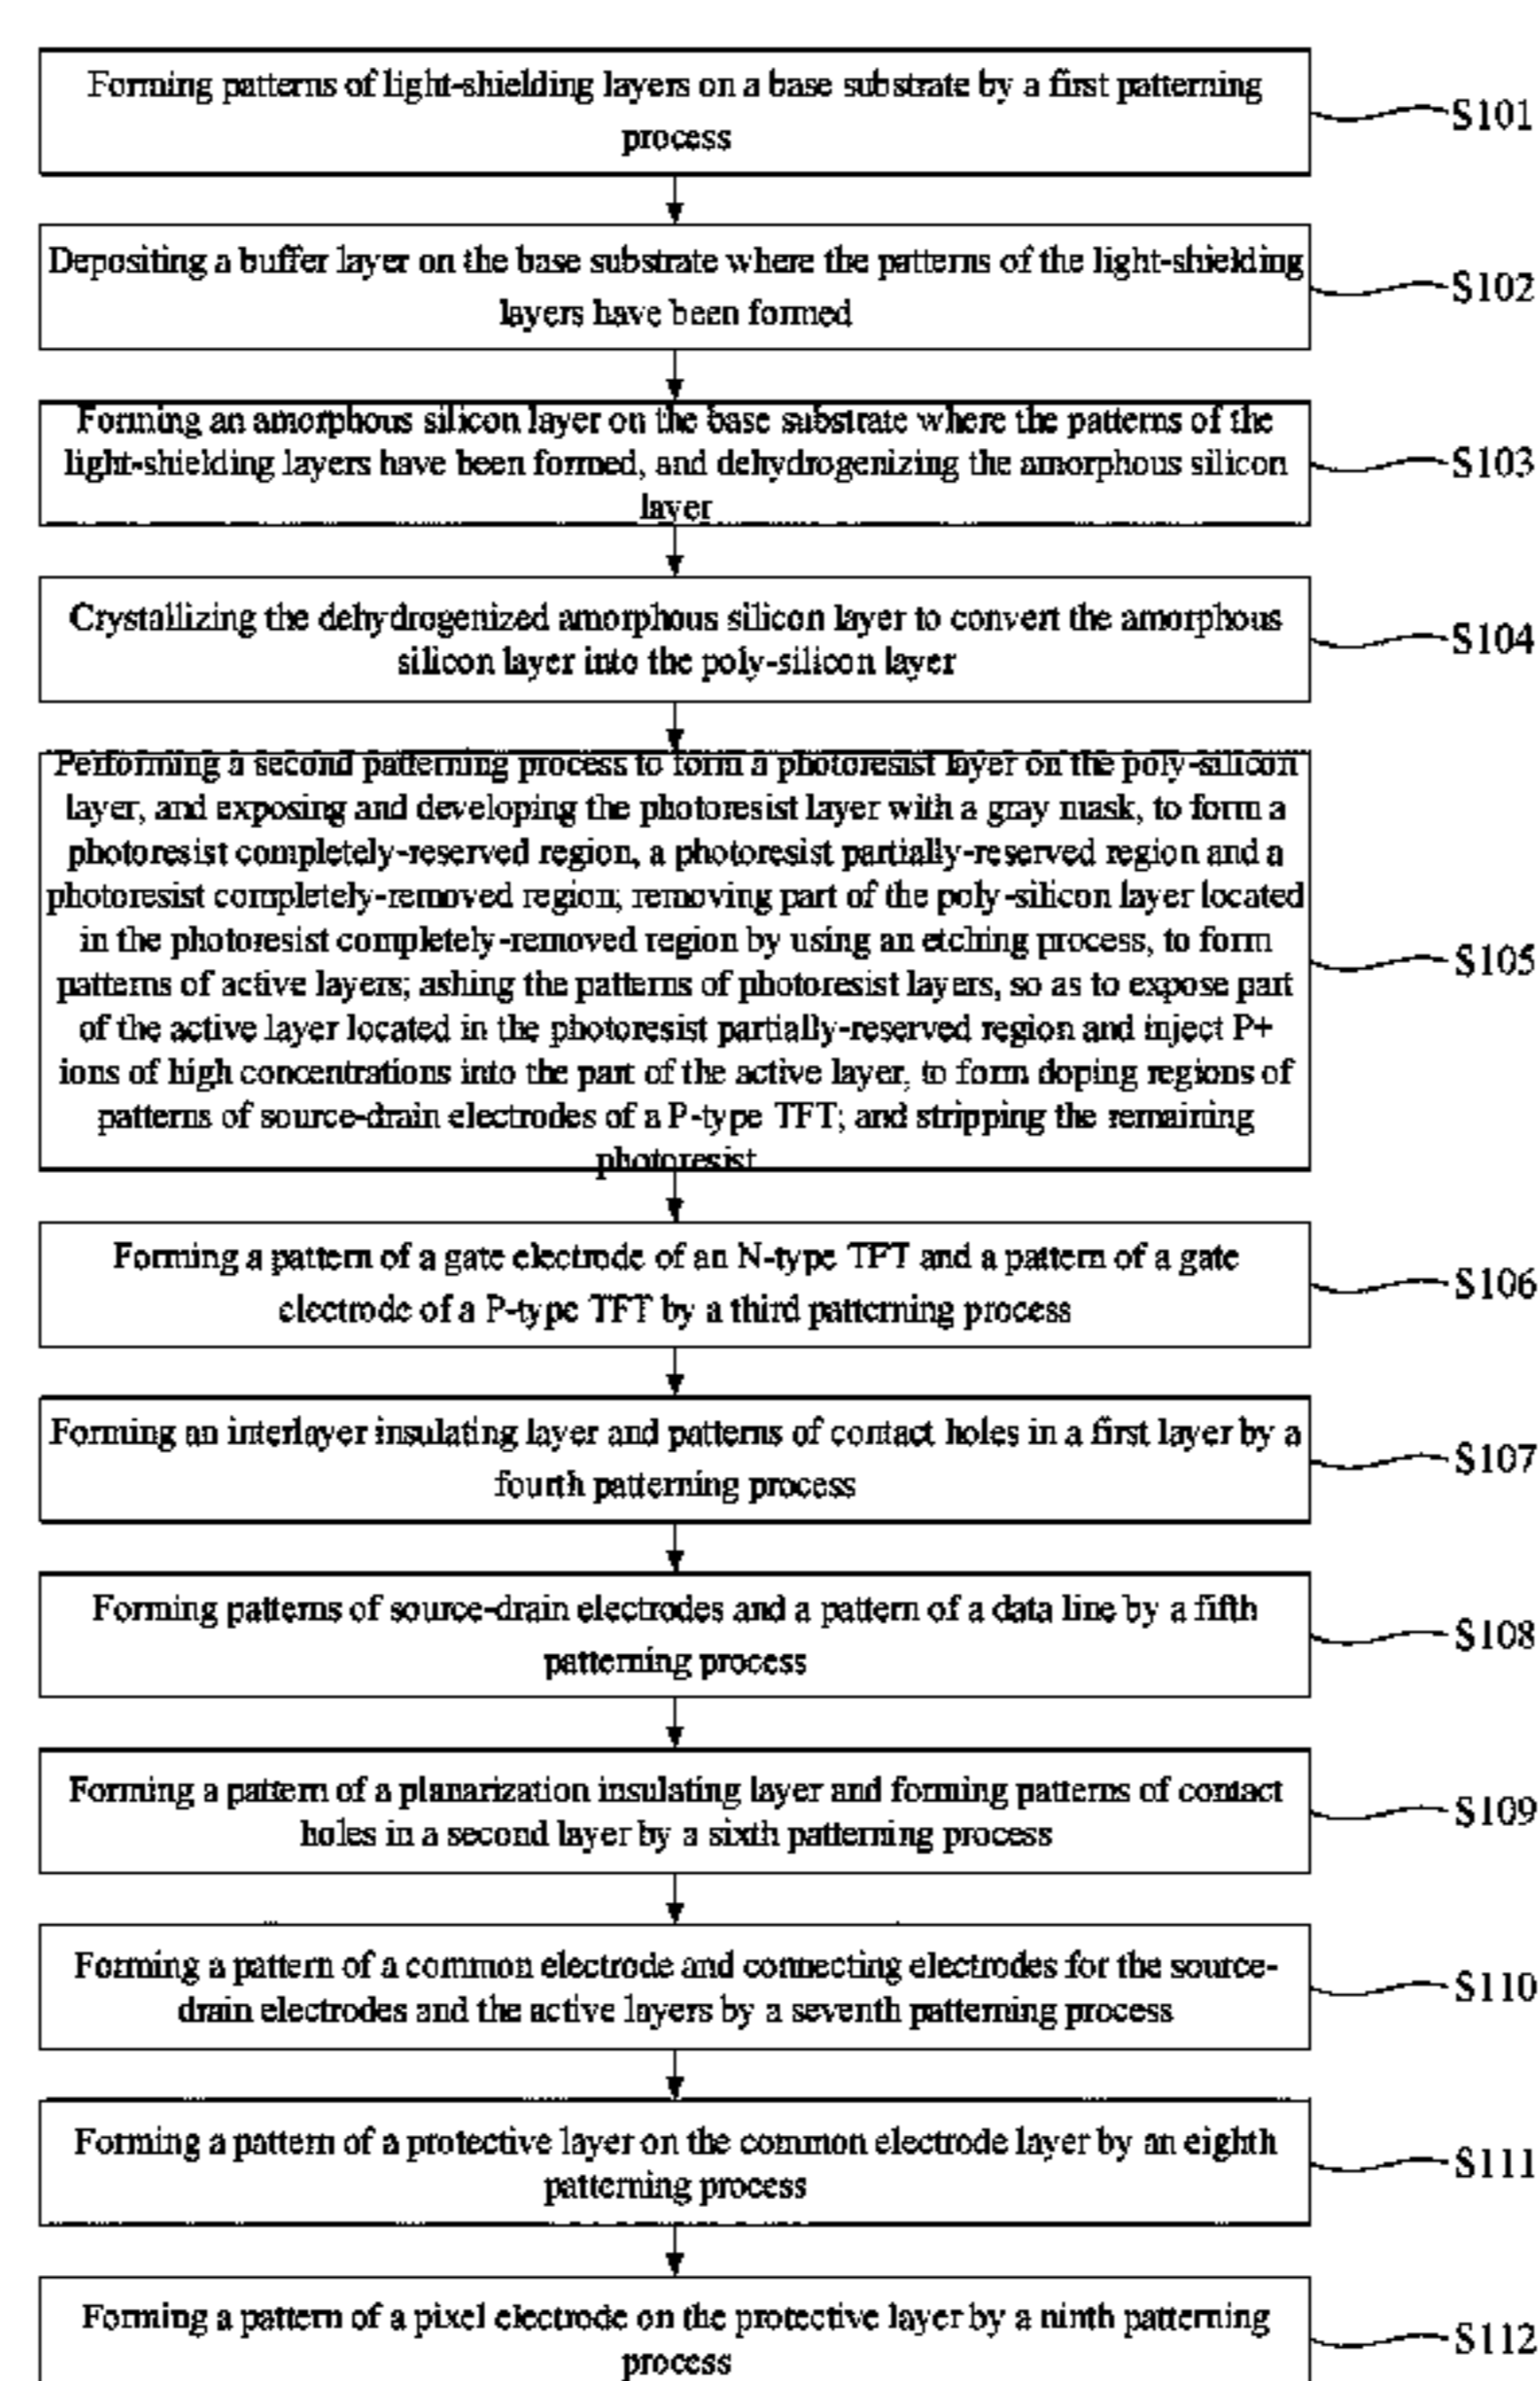 Forming patterns of light-shielding layers on a base substrate by a first patterning
process
S101
Depositing a buffer layer on the base substrate where the patterns of the light-shielding
layers have been formed
S102
Forming an amorphous silicon layer on the base substrate where the patterns of the
light-shielding layers have been formed, and dehydrogenizing the amorphous silicon
layer
S103
Crystallizing the dehydrogenized amorphous silicon layer to convert the amorphous
silicon layer into the poly-silicon layer
S104
Performing a second patterning process to form a photoresist layer on the poly-silicon
layer, and exposing and developing the photoresist layer with a gray mask, to form a
photoresist completely-reserved region, a photoresist partially-reserved region and a
photoresist completely-removed region; removing part of the poly-silicon layer located
in the photoresist completely-removed region by using an etching process, to form
patterns of active layers; ashing the patterns of photoresist layers, so as to expose part
of the active layer located in the photoresist partially-reserved region and inject P+
ions of high concentrations into the part of the active layer, to form doping regions of
patterns of source-drain electrodes of a P-type TFT; and stripping the remaining
photoresist
S105
Forming a pattern of a gate electrode of an N-type TFT and a pattern of a gate
electrode of a P-type TFT by a third patterning process
S106
Forming an interlayer insulating layer and patterns of contact holes in a first layer by a
fourth patterning process
S107
Forming patterns of source-drain electrodes and a pattern of a data line by a fifth
patterning process
S108
Forming a pattern of a planarization insulating layer and forming patterns of contact
holes in a second layer by a sixth patterning process
S109
Forming a pattern of a common electrode and connecting electrodes for the source-
drain electrodes and the active layers by a seventh patterning process
S110
Forming a pattern of a protective layer on the common electrode layer by an eighth
patterning process
S111
Forming a pattern of a pixel electrode on the protective layer by a ninth patterning
process
S112